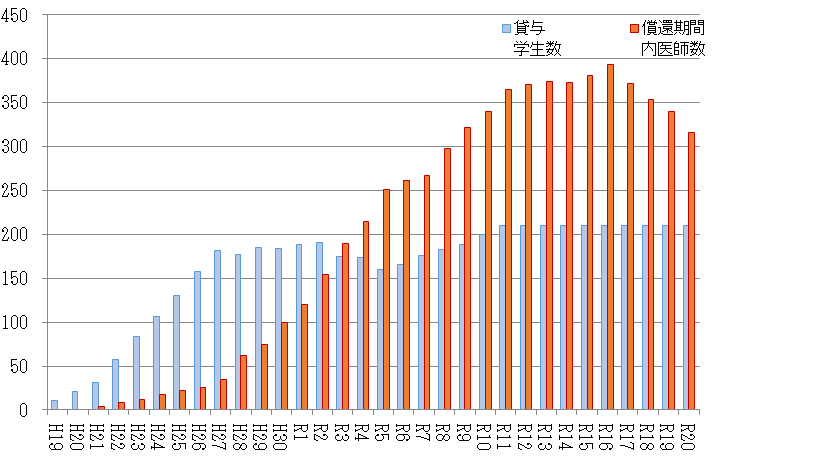 450
400
350
300
250
200
150
100
50
0
貸与
学生数
償還期間
内医師数
H19
H20
H21
H22
H23
H24
H25
H26
H27
H28
H29
H30
R1
R2
R3
R4
R5
R6
R7
R8
R9
R10
R11
R12
R13
R14
R15
R16
R17
R18
R19
R20